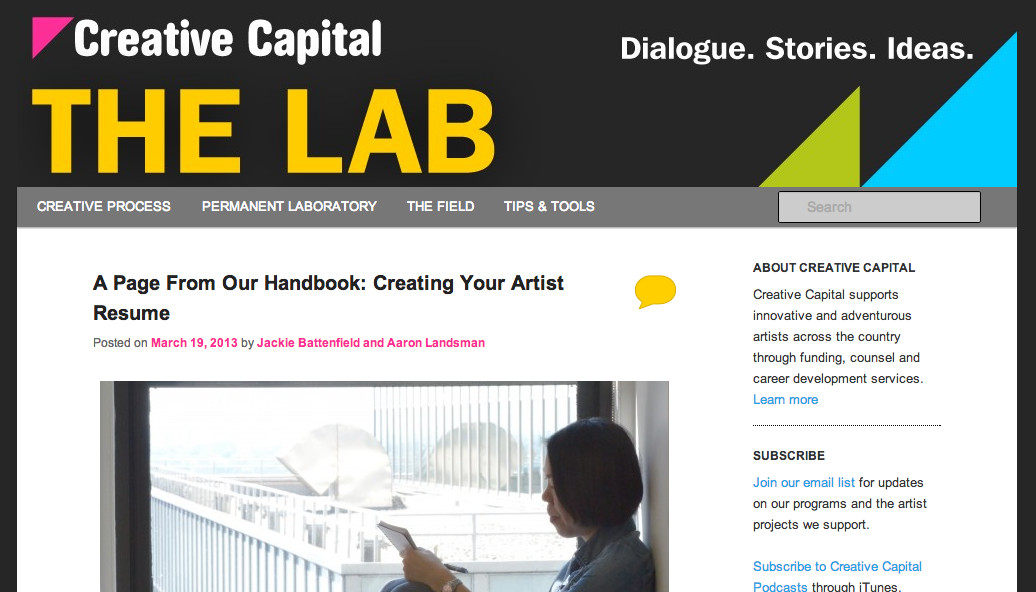 Creative Capital
THE LAB
Dialogue. Stories. Ideas.
CREATIVE PROCESS PERMANENT LABORATORY THE FIELD TIPS & TOOLS Search
A Page From Our Handbook: Creating Your Artist
Resume
Posted on March 19, 2013 by Jackie Battenfield and Aaron Landsman
ABOUT CREATIVE CAPITAL
Creative Capital supports
innovative and adventurous
artists across the country
through funding, counsel and
career development services.
Learn more
SUBSCRIBE
Join our email list for updates
on our programs and the artist
projects we support.
Subscribe to Creative Capital
Podcasts through iTunes.